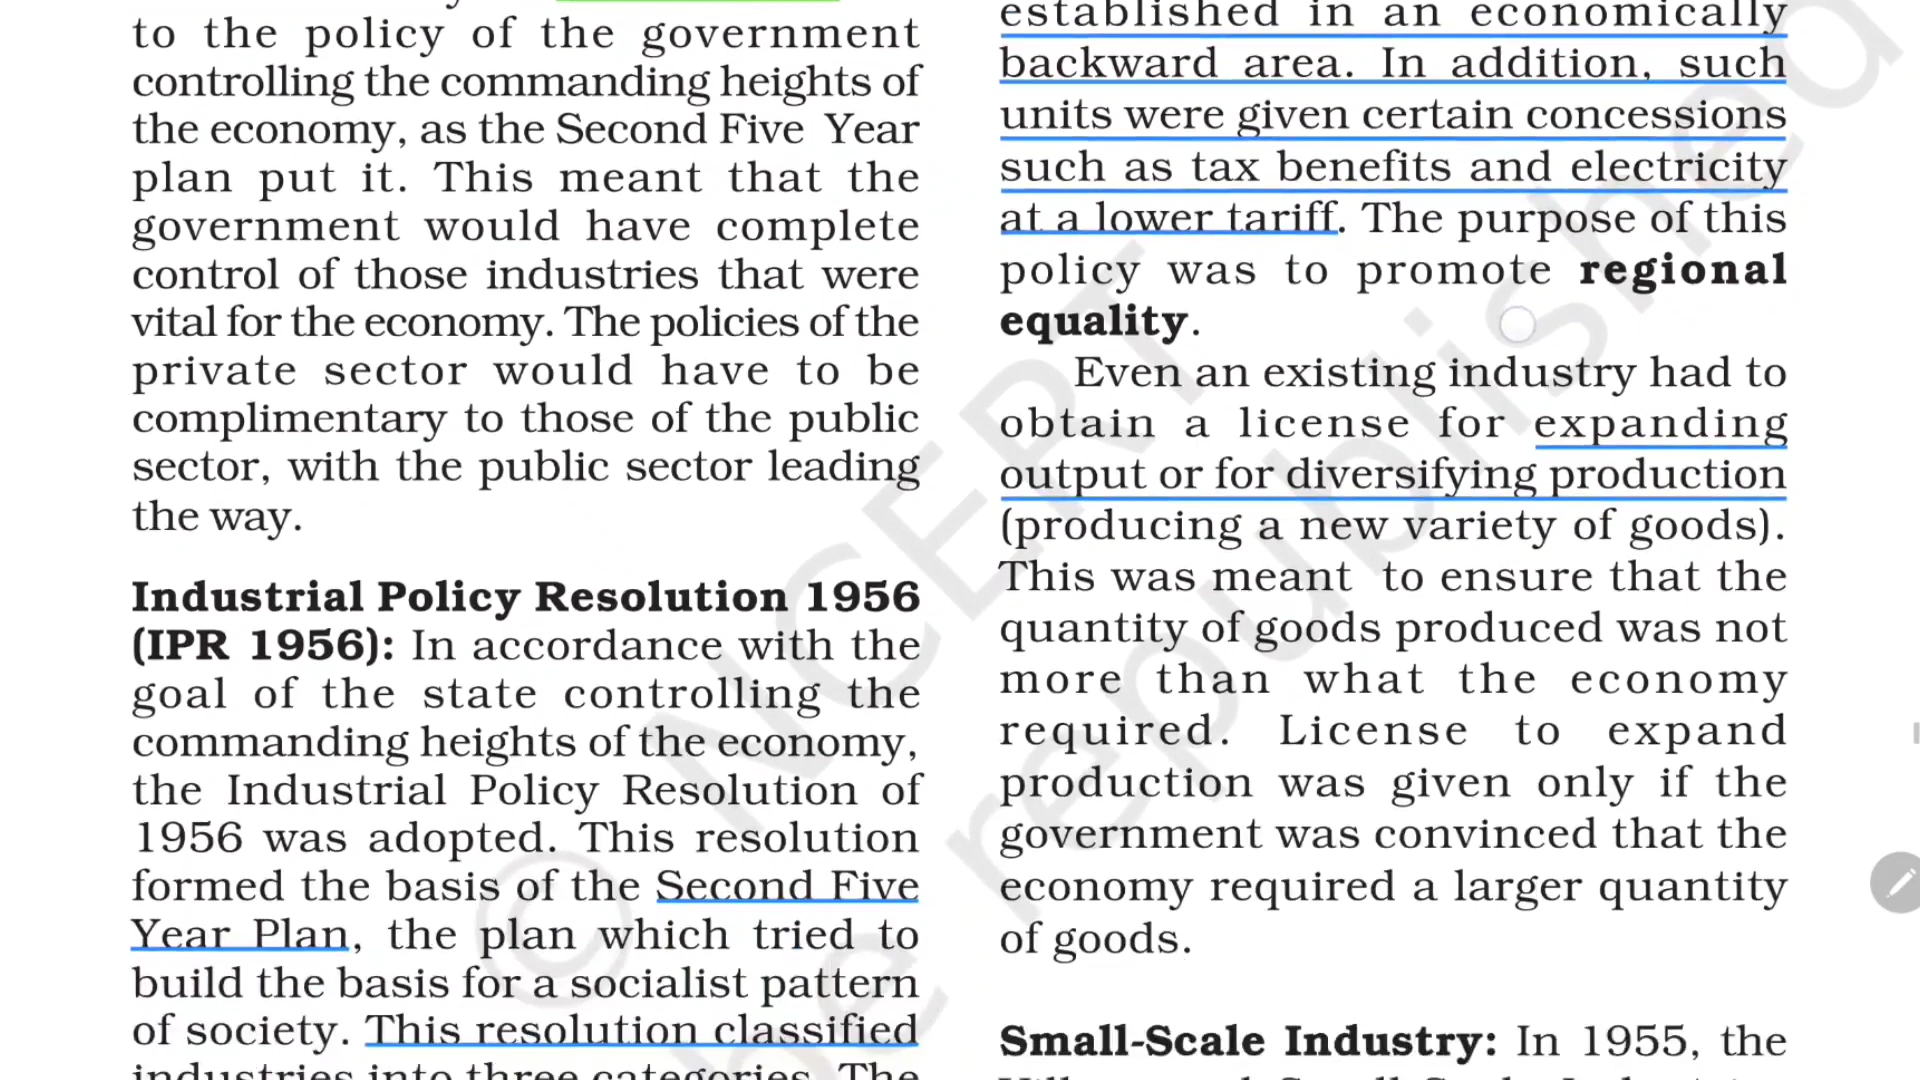 to the policy of the government
controlling the commanding heights of
the economy, as the Second Five Year
plan put it. This meant that the
government would have complete
control of those industries that were
vital for the economy. The policies of the
private sector would have to be
complimentary to those of the public
sector, with the public sector leading
the way.
Industrial Policy Resolution 1956
(IPR 1956): In accordance with the
goal of the state controlling the
commanding heights of the economy,
the Industrial Policy Resolution of
1956 was adopted. This resolution
formed the basis of the Second Five
Year Plan, the plan which tried to
build the basis for a socialist pattern
of society. This resolution classified
industries into three categories. The
established in an economically
backward area. In addition, such
units were given certain concessions
such as tax benefits and electricity
at a lower tariff. The purpose of this
policy was to promote regional
equality.
Even an existing industry had to
obtain a license for expanding
output or for diversifying production
(producing a new variety of goods).
This was meant to ensure that the
quantity of goods produced was not
more than what the economy
required. License to expand
production was given only if the
government was convinced that the
economy required a larger quantity
of goods.
Small-Scale Industry: In 1955, the
© NCERT
be republished